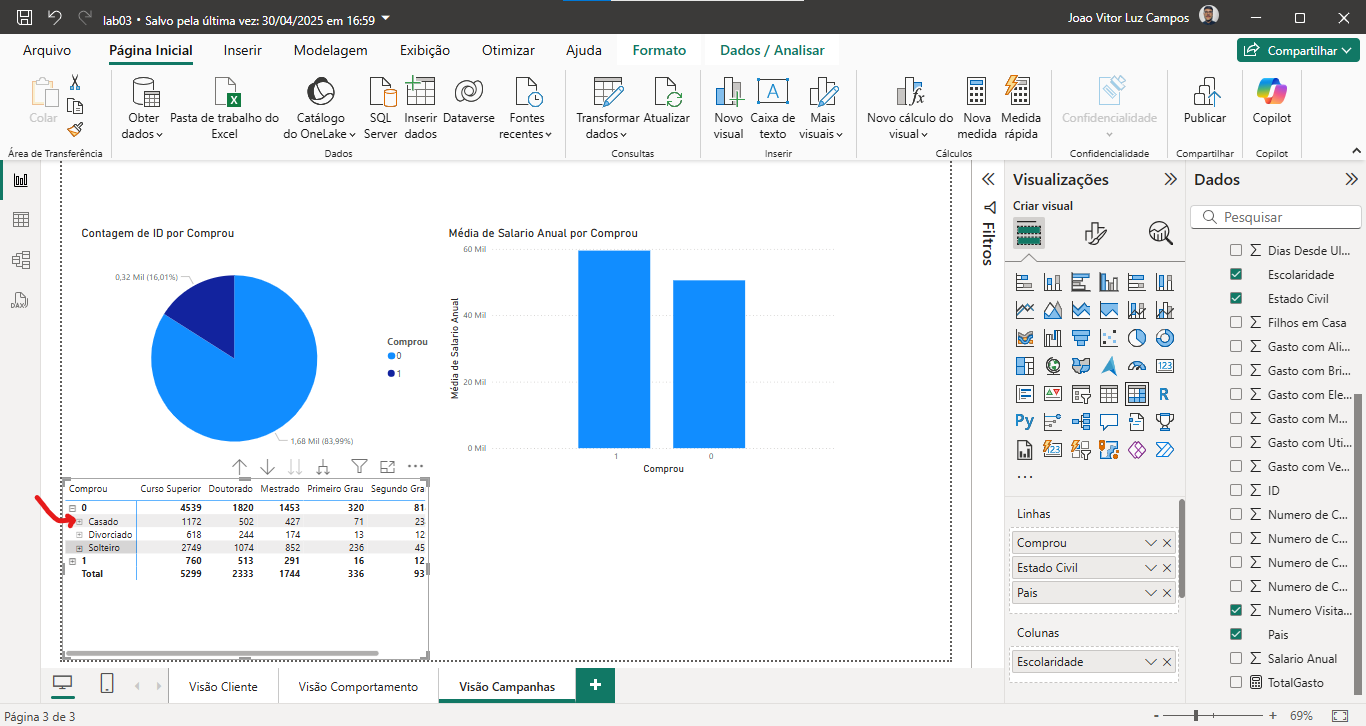 lab03 • Salvo pela última vez: 30/04/2025 em 16:59
Joao Vitor Luz Campos
Arquivo
Página Inicial
Inserir
Modelagem
Exibição
Otimizar
Ajuda
Formato
Dados / Analisar
Compartilhar
Colar
Obter dados
Pasta de trabalho do Excel
Catálogo do OneLake
SQL Server
Inserir dados
Dataverse
Fontes recentes
Transformar dados
Atualizar
Novo visual
Caixa de texto
Mais visuais
Novo cálculo do visual
Nova medida
Medida rápida
Confidencialidade
Publicar
Copilot
Área de Transferência
Dados
Consultas
Inserir
Cálculos
Confidencialidade
Compartilhar
Copilot
Contagem de ID por Comprou
0,32 Mil (16,01%)
1,68 Mil (83,99%)
Comprou
0
1
Média de Salario Anual por Comprou
Média de Salario Anual
60 Mil
40 Mil
20 Mil
0 Mil
1
0
Comprou
Comprou Curso Superior Doutorado Mestrado Primeiro Grau Segundo Gra
0 4539 1820 1453 320 81
Casado 1172 502 427 71 23
Divorciado 618 244 174 13 12
Solteiro 2749 1074 852 236 45
1 760 513 291 16 12
Total 5299 2333 1744 336 93
Filtros
Visualizações
Criar visual
123
R
Py
123
...
Linhas
Comprou
Estado Civil
Pais
Colunas
Escolaridade
Dados
Pesquisar
Dias Desde Ul...
Escolaridade
Estado Civil
Filhos em Casa
Gasto com Ali...
Gasto com Bri...
Gasto com Ele...
Gasto com M...
Gasto com Uti...
Gasto com Ve...
ID
Numero de C...
Numero de C...
Numero de C...
Numero de C...
Numero Visita...
Pais
Salario Anual
TotalGasto
Visão Cliente
Visão Comportamento
Visão Campanhas
Página 3 de 3
69%